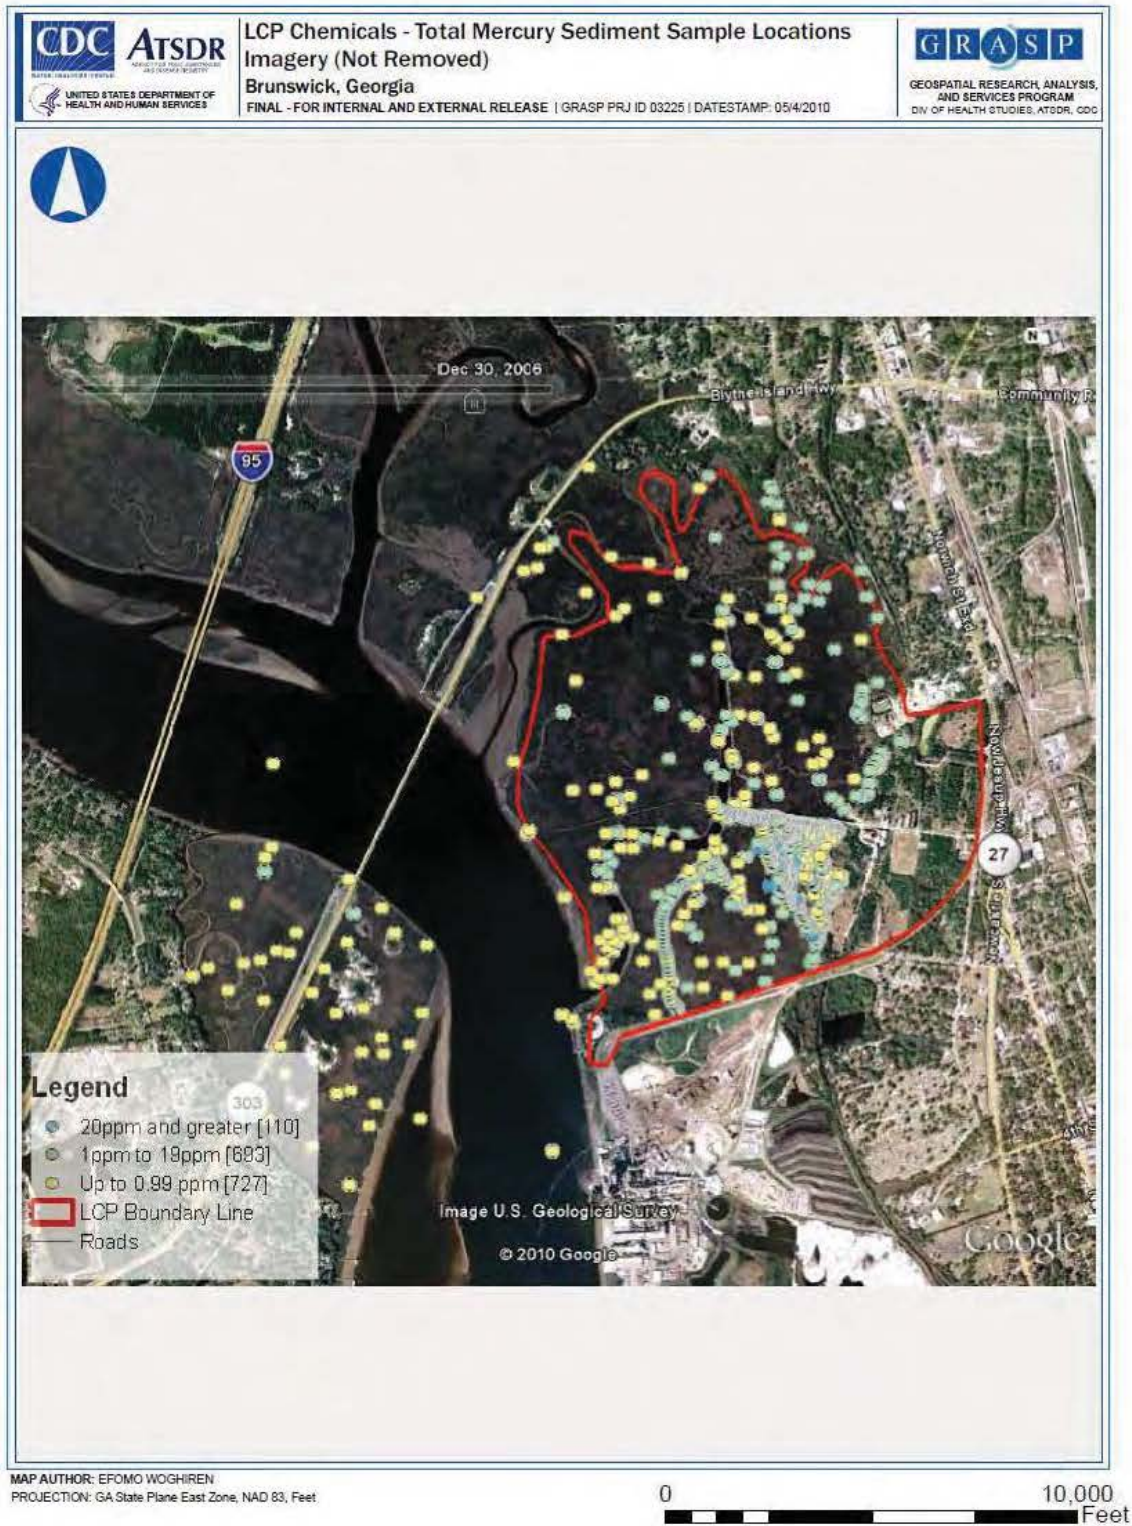 CDC
ATSDR
UNITED STATES DEPARTMENT OF
HEALTH AND HUMAN SERVICES
LCP Chemicals - Total Mercury Sediment Sample Locations
Imagery (Not Removed)
Brunswick, Georgia
FINAL - FOR INTERNAL AND EXTERNAL RELEASE | GRASP PRJ ID 03225 | DATESTAMP: 05/4/2010
GRASP
GEOSPATIAL RESEARCH, ANALYSIS,
AND SERVICES PROGRAM
DIV OF HEALTH STUDIES, ATSDR, CDC
Dec 30, 2006
N
Blythe Island Hwy
Community R
95
Norwich St Ext
27
303
Legend
20ppm and greater [110]
1ppm to 19ppm [693]
Up to 0.99 ppm [727]
LCP Boundary Line
Roads
Image U.S. Geological Survey
© 2010 Google
Google
MAP AUTHOR: EFOMO WOGHIREN
PROJECTION: GA State Plane East Zone, NAD 83, Feet
0
10,000
Feet